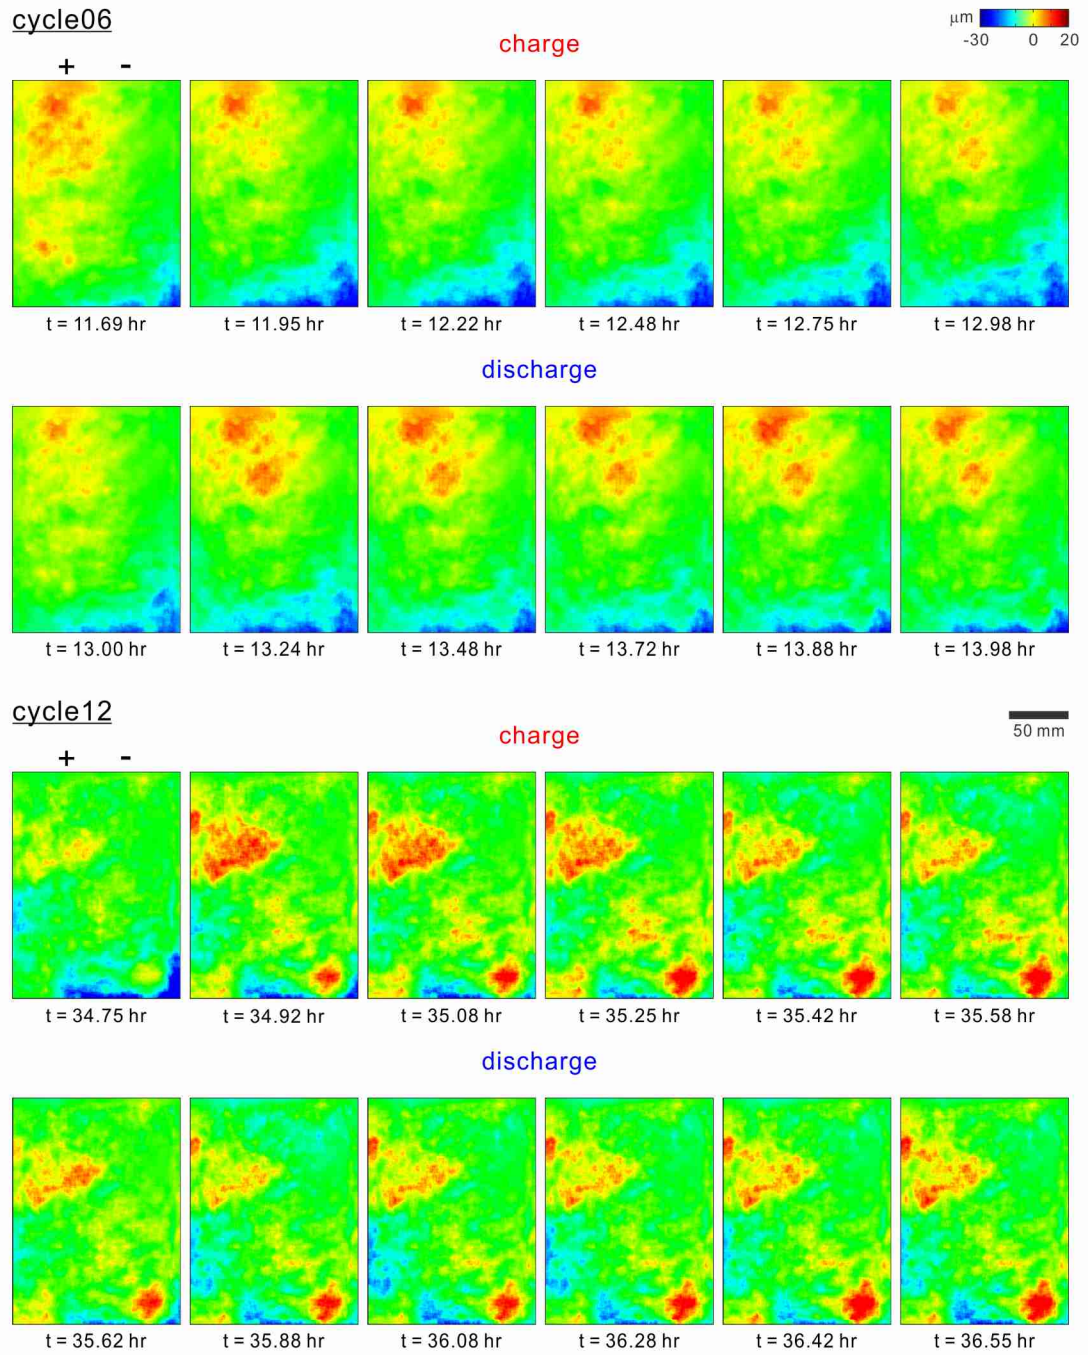 cycle06
μm
-30 0 20
charge
+ -
t = 11.69 hr t = 11.95 hr t = 12.22 hr t = 12.48 hr t = 12.75 hr t = 12.98 hr
discharge
t = 13.00 hr t = 13.24 hr t = 13.48 hr t = 13.72 hr t = 13.88 hr t = 13.98 hr
cycle12
charge
50 mm
+ -
t = 34.75 hr t = 34.92 hr t = 35.08 hr t = 35.25 hr t = 35.42 hr t = 35.58 hr
discharge
t = 35.62 hr t = 35.88 hr t = 36.08 hr t = 36.28 hr t = 36.42 hr t = 36.55 hr